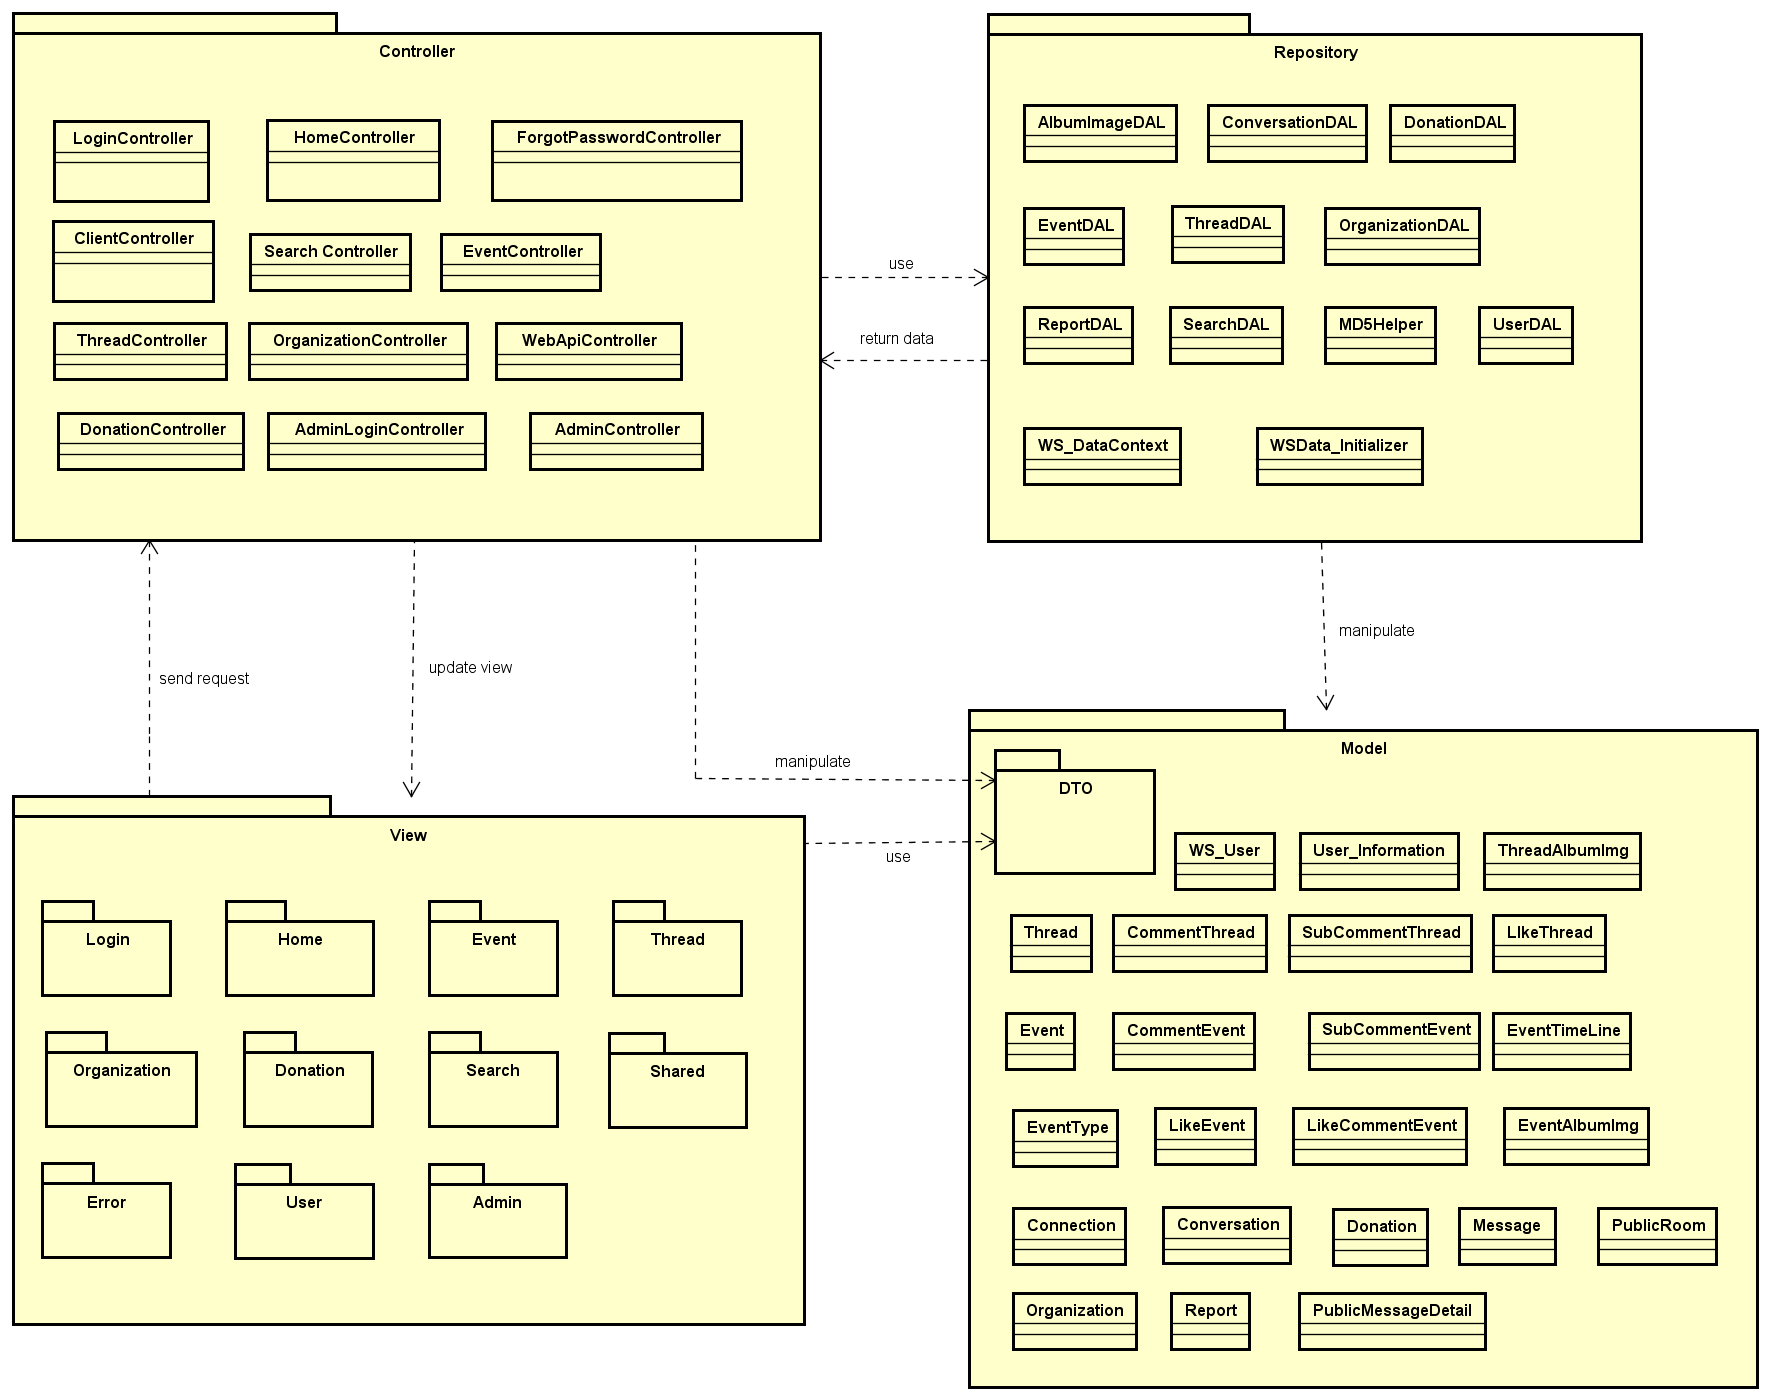 Controller
LoginController
HomeController
ForgotPasswordController
ClientController
Search Controller
EventController
ThreadController
OrganizationController
WebApiController
DonationController
AdminLoginController
AdminController
use
return data
Repository
AlbumImageDAL
ConversationDAL
DonationDAL
EventDAL
ThreadDAL
OrganizationDAL
ReportDAL
SearchDAL
MD5Helper
UserDAL
WS_DataContext
WSData_Initializer
send request
update view
manipulate
manipulate
use
View
Login
Home
Event
Thread
Organization
Donation
Search
Shared
Error
User
Admin
Model
DTO
WS_User
User_Information
ThreadAlbumImg
Thread
CommentThread
SubCommentThread
LIkeThread
Event
CommentEvent
SubCommentEvent
EventTimeLine
EventType
LikeEvent
LikeCommentEvent
EventAlbumImg
Connection
Conversation
Donation
Message
PublicRoom
Organization
Report
PublicMessageDetail